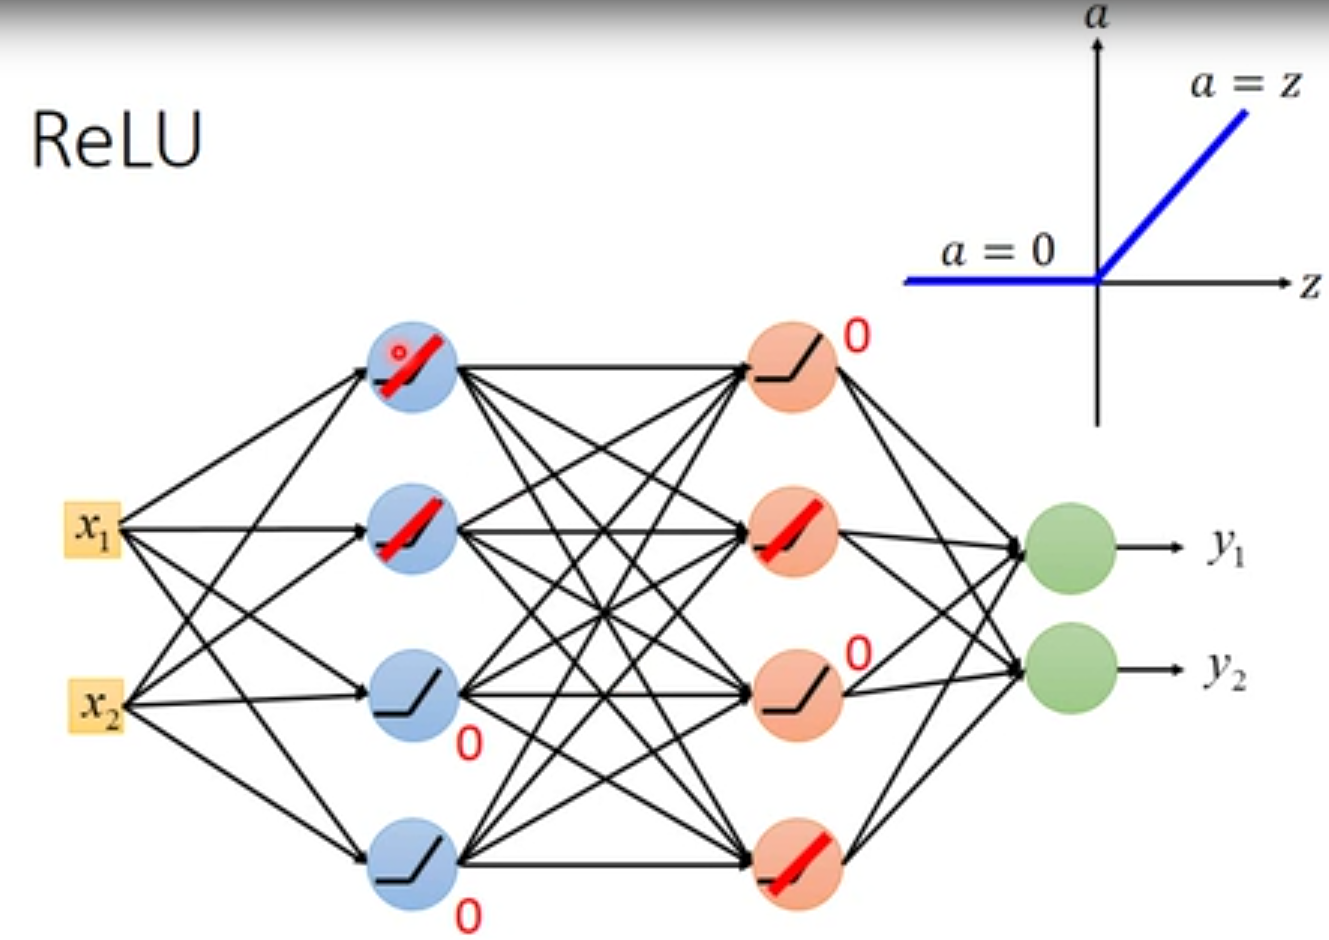 ReLU
a
a = z
a = 0
z
0
x₁
y₁
0
x₂
y₂
0
0